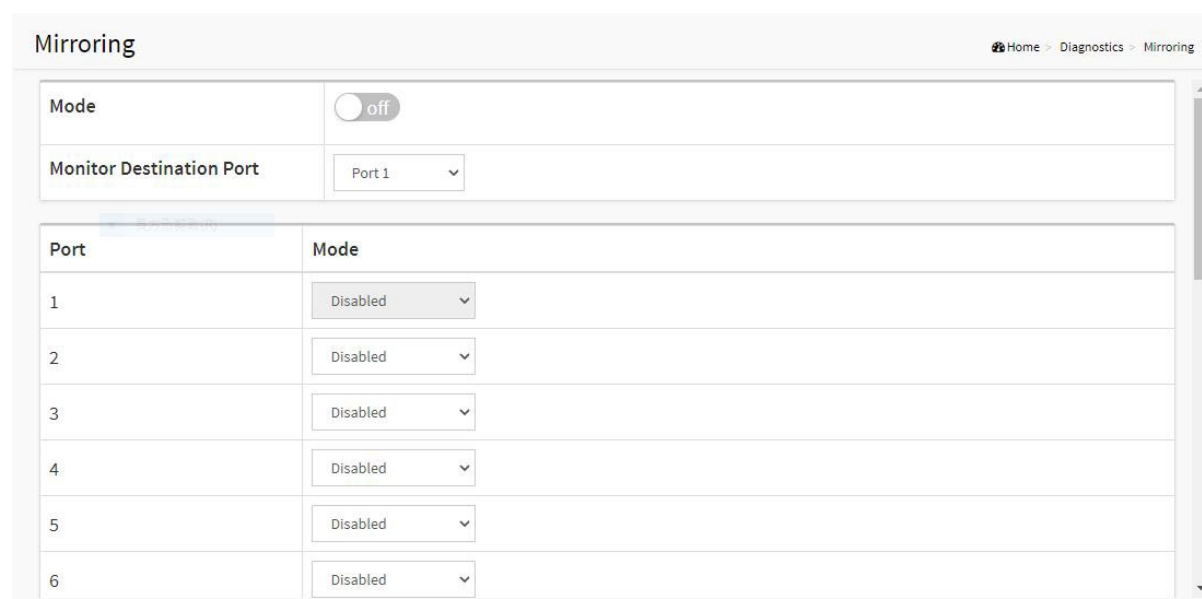 Mirroring
Home > Diagnostics > Mirroring
Mode off
Monitor Destination Port Port 1
Port Mode
1 Disabled
2 Disabled
3 Disabled
4 Disabled
5 Disabled
6 Disabled